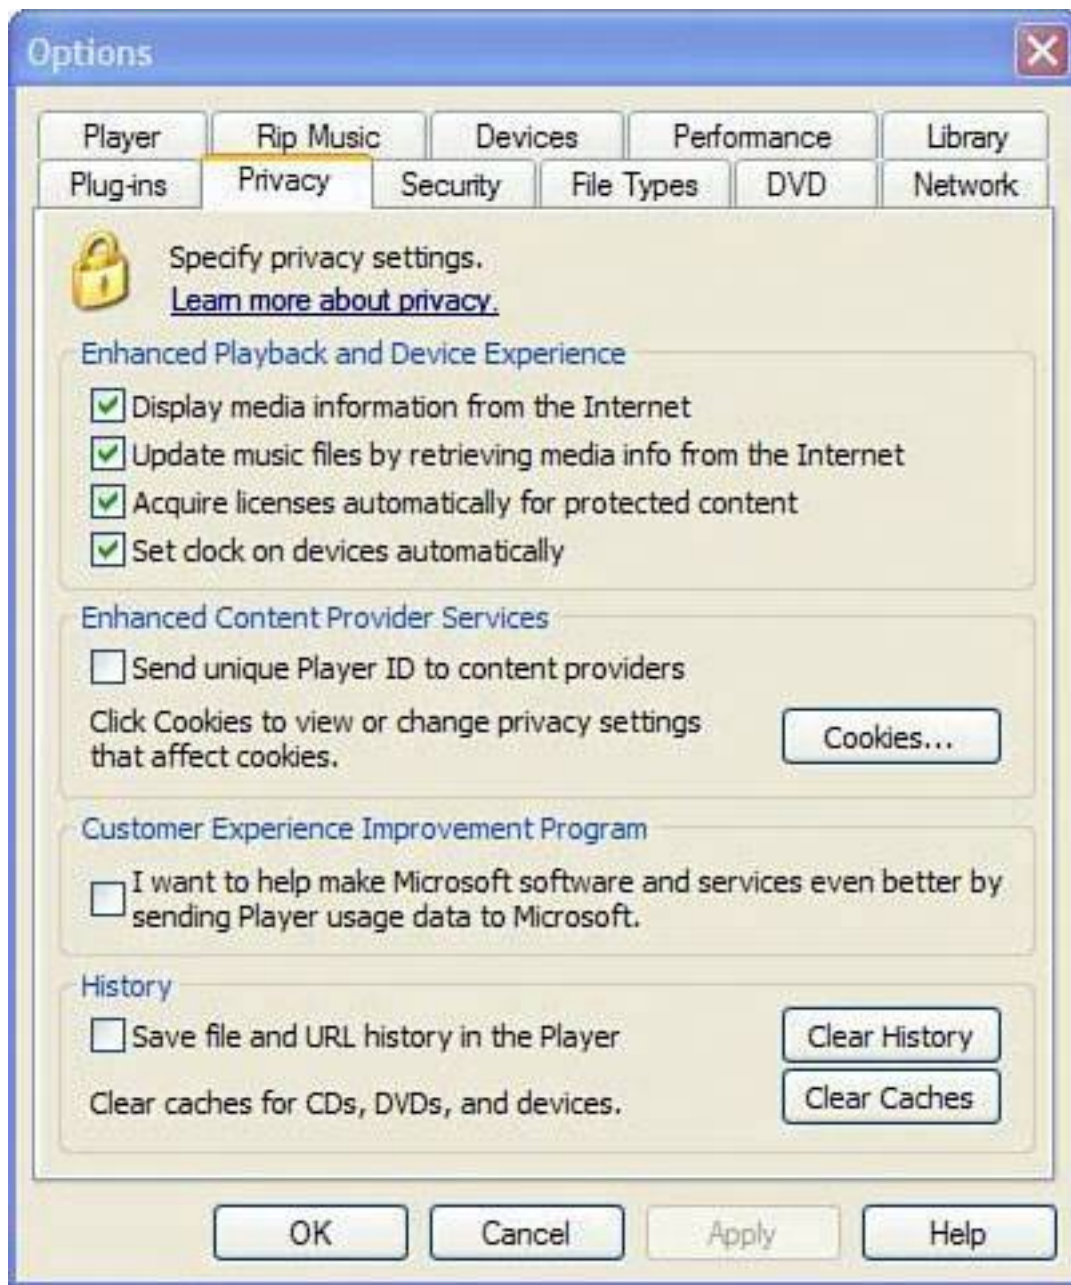 Options
Player Rip Music Devices Performance Library
Plug-ins Privacy Security File Types DVD Network
Specify privacy settings.
Learn more about privacy.
Enhanced Playback and Device Experience
Display media information from the Internet
Update music files by retrieving media info from the Internet
Acquire licenses automatically for protected content
Set clock on devices automatically
Enhanced Content Provider Services
Send unique Player ID to content providers
Click Cookies to view or change privacy settings
that affect cookies.
Cookies...
Customer Experience Improvement Program
I want to help make Microsoft software and services even better by
sending Player usage data to Microsoft.
History
Save file and URL history in the Player
Clear History
Clear caches for CDs, DVDs, and devices.
Clear Caches
OK Cancel Apply Help